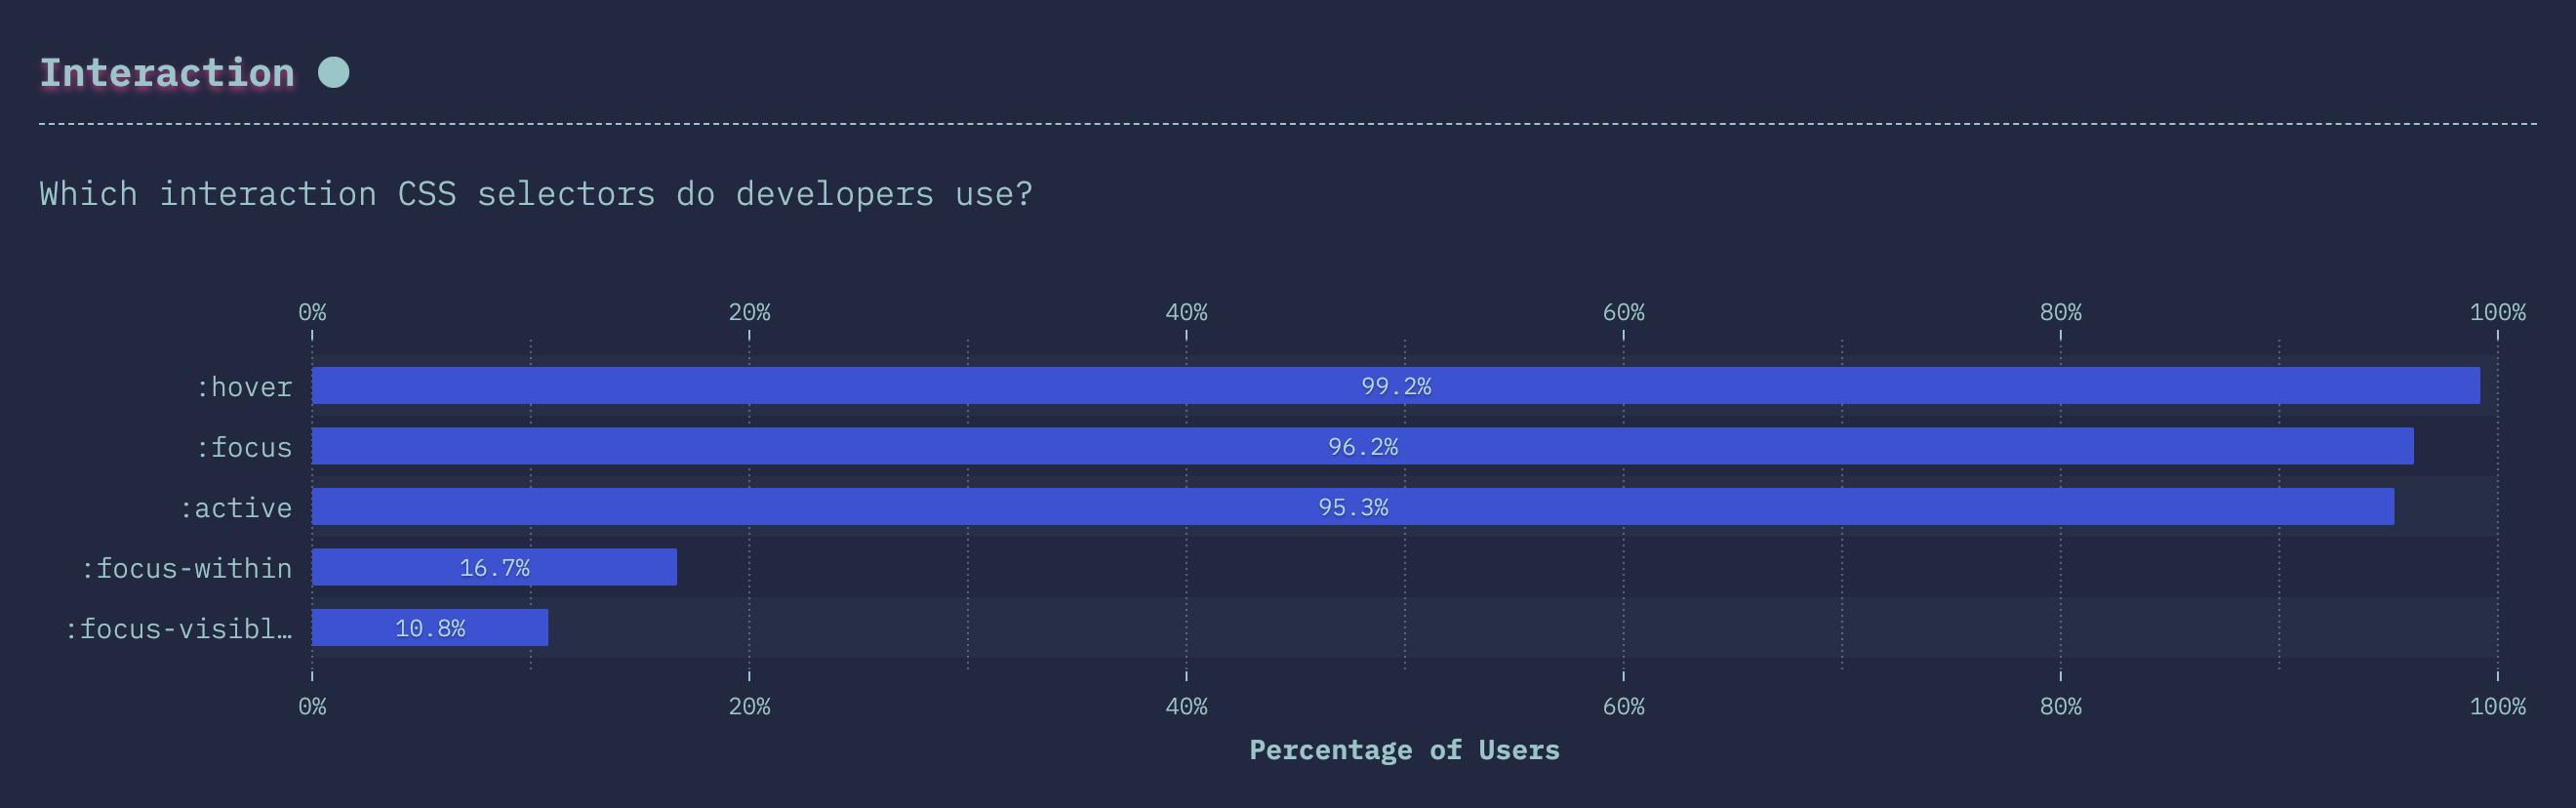 Interaction
Which interaction CSS selectors do developers use?
0% 20% 40% 60% 80% 100%
:hover 99.2%
:focus 96.2%
:active 95.3%
:focus-within 16.7%
:focus-visibl… 10.8%
0% 20% 40% 60% 80% 100%
Percentage of Users